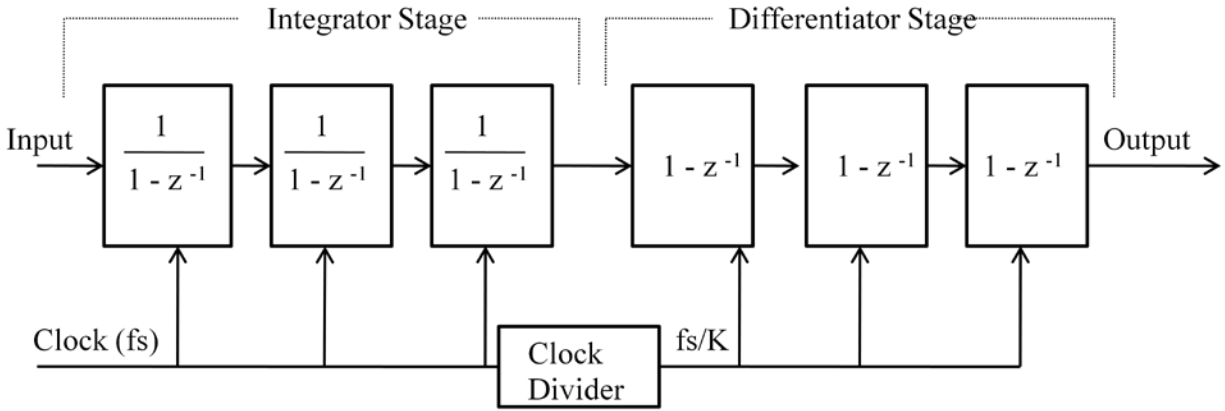 Integrator Stage
Differentiator Stage
Input
1
1 - z -1
1
1 - z -1
1
1 - z -1
1 - z -1
1 - z -1
1 - z -1
Output
Clock (fs)
Clock
Divider
fs/K